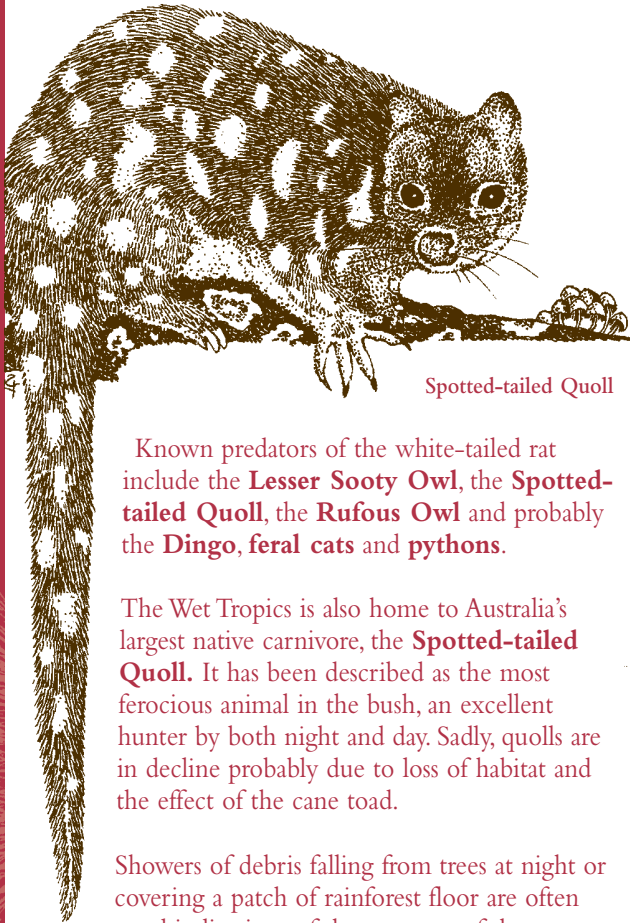 Spotted-tailed Quoll
Known predators of the white-tailed rat
include the Lesser Sooty Owl, the Spotted-
tailed Quoll, the Rufous Owl and probably
the Dingo, feral cats and pythons.
The Wet Tropics is also home to Australia’s
largest native carnivore, the Spotted-tailed
Quoll. It has been described as the most
ferocious animal in the bush, an excellent
hunter by both night and day. Sadly, quolls are
in decline probably due to loss of habitat and
the effect of the cane toad.
Showers of debris falling from trees at night or
covering a patch of rainforest floor are often